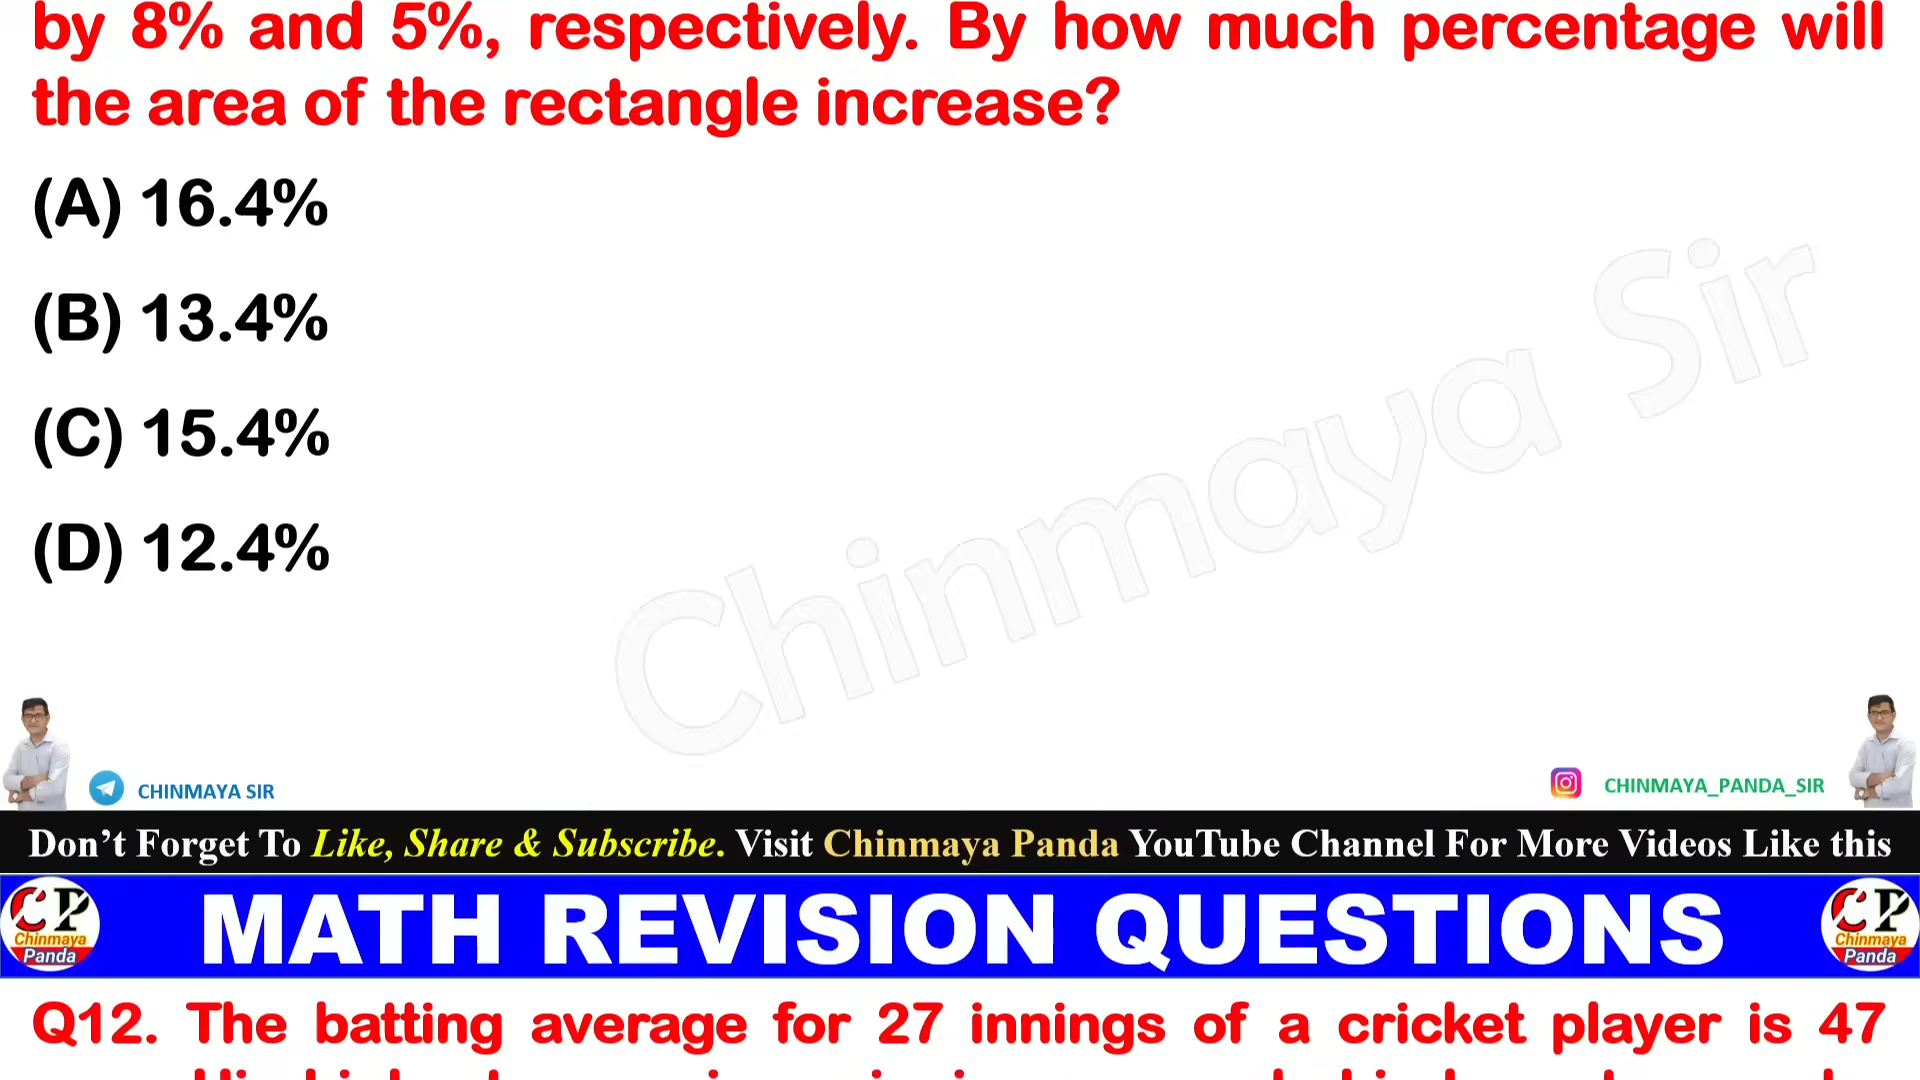 by 8% and 5%, respectively. By how much percentage will
the area of the rectangle increase?
(A) 16.4%
(B) 13.4%
(C) 15.4%
(D) 12.4%
Chinmaya Sir
CHINMAYA SIR
CHINMAYA_PANDA_SIR
Don’t Forget To Like, Share & Subscribe. Visit Chinmaya Panda YouTube Channel For More Videos Like this
CP
Chinmaya
Panda
MATH REVISION QUESTIONS
CP
Chinmaya
Panda
Q12. The batting average for 27 innings of a cricket player is 47